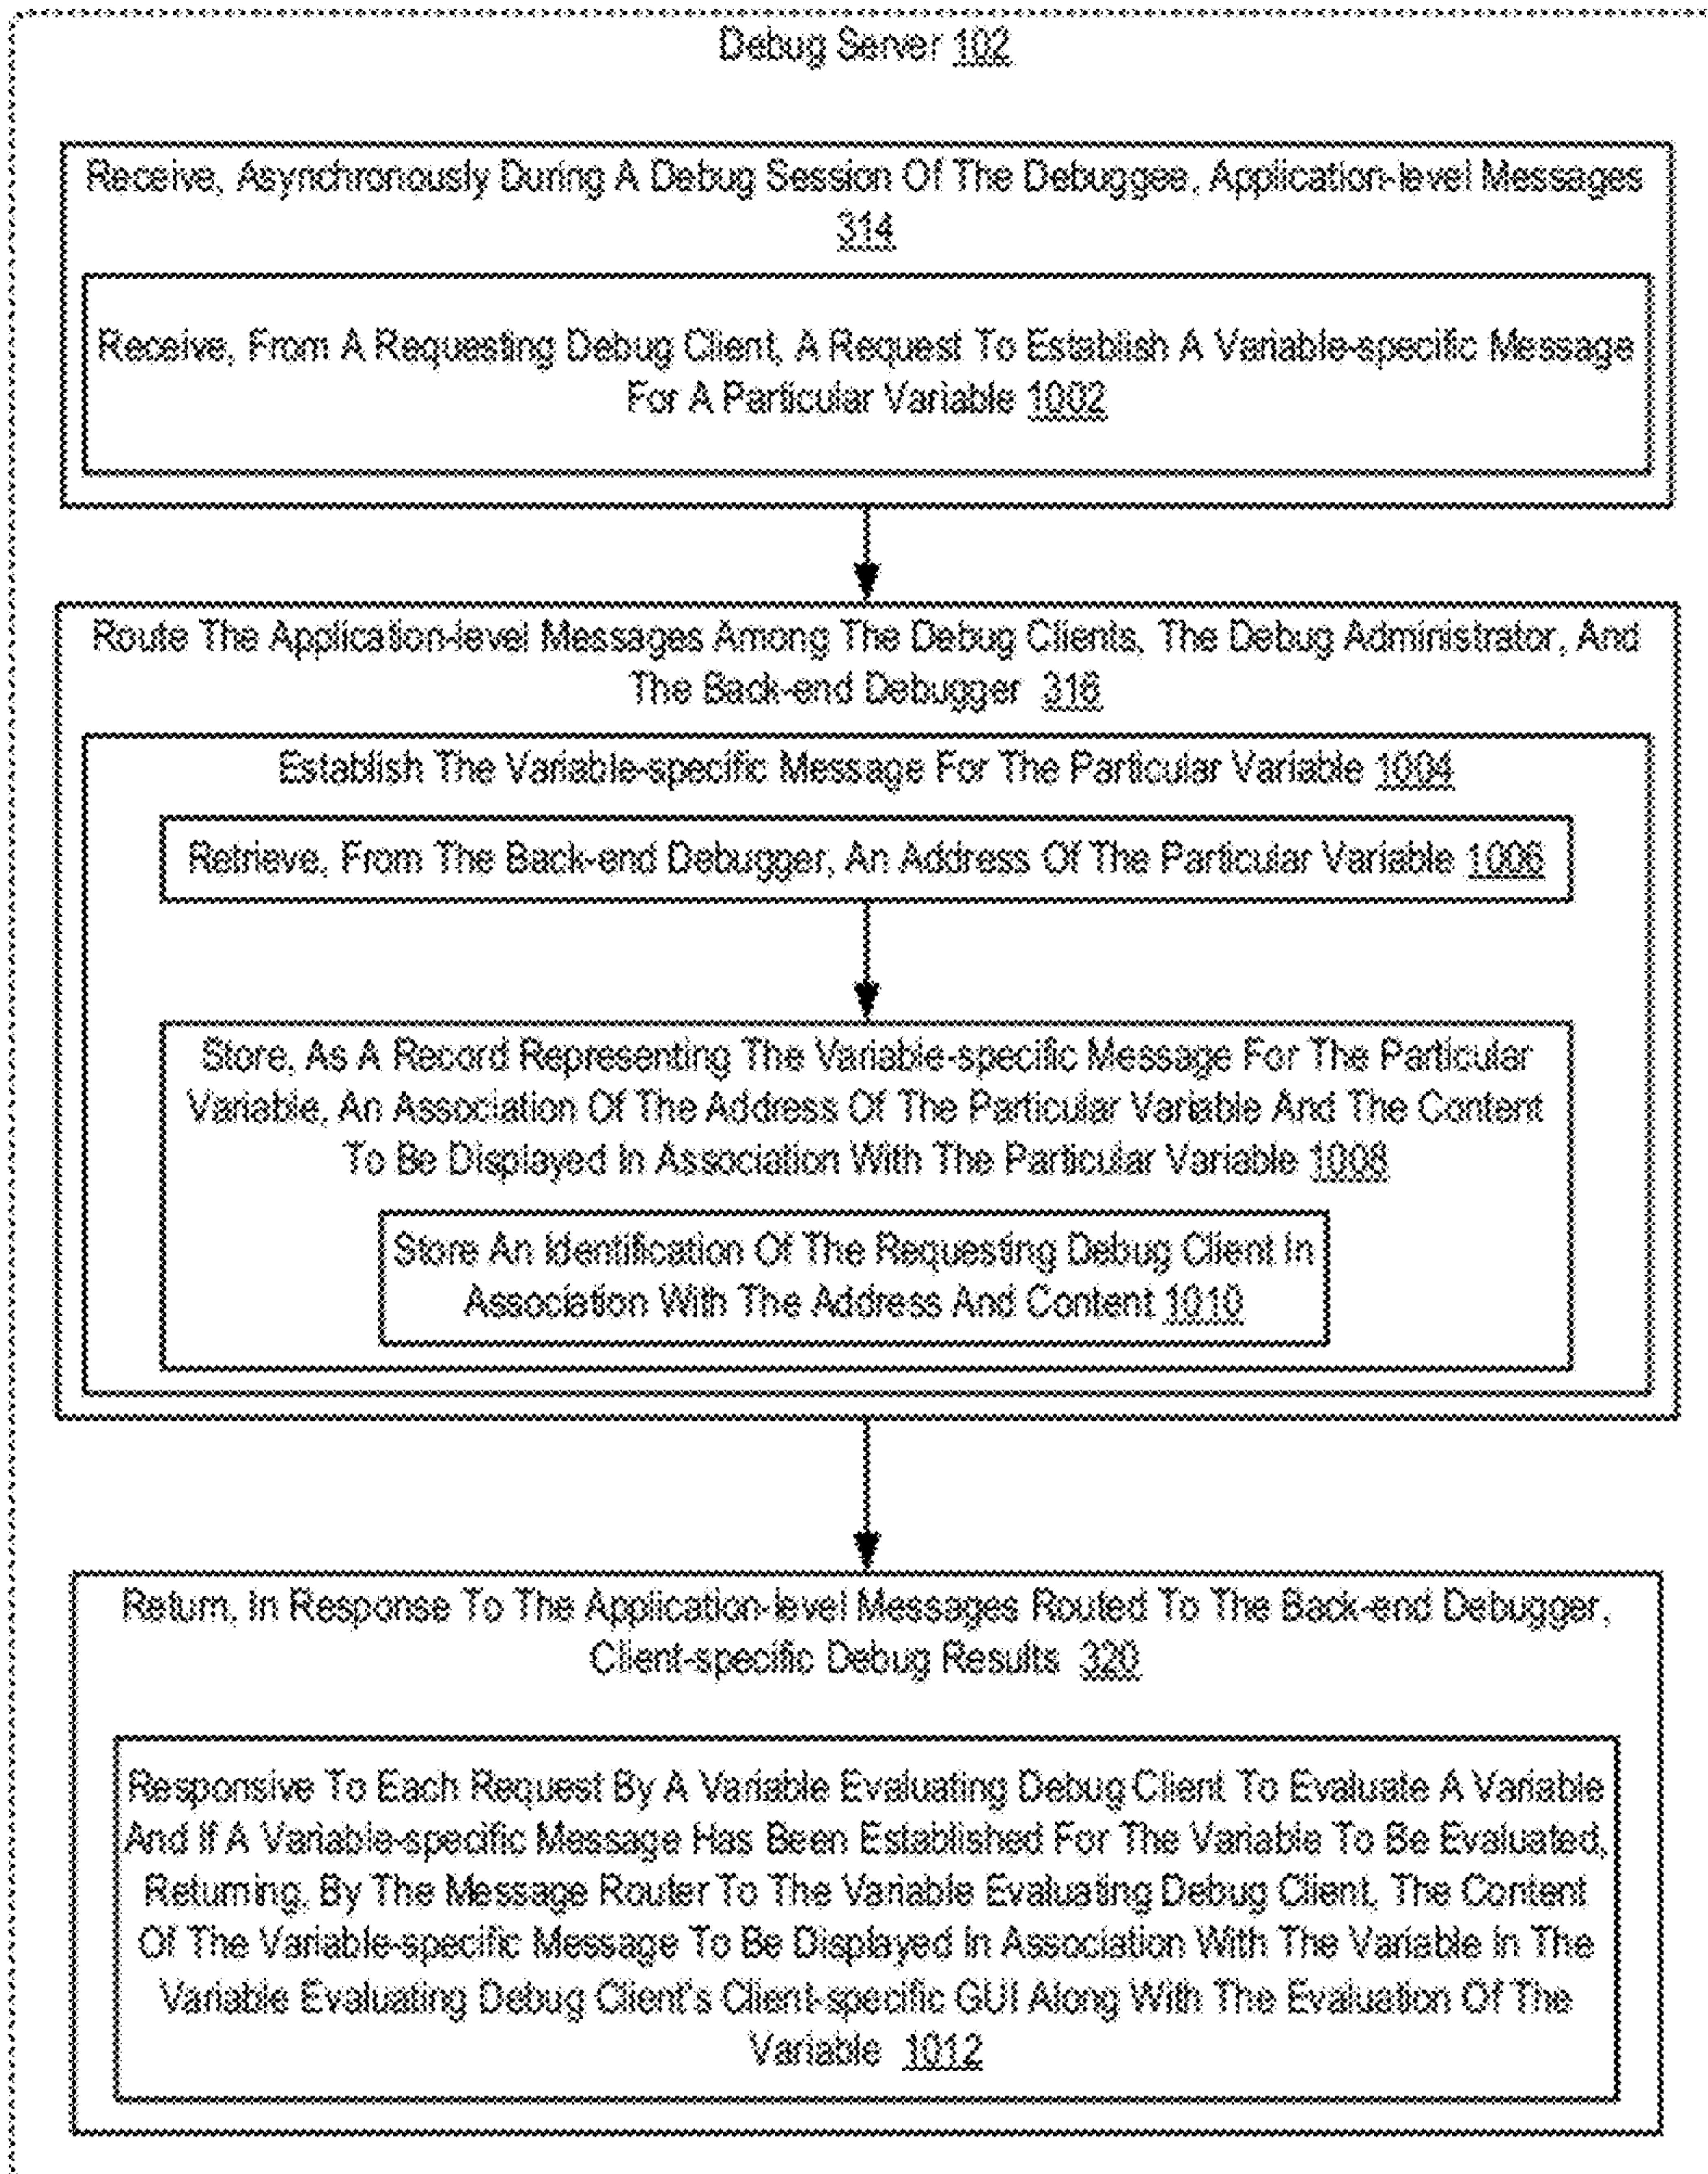 Debug Server 102
Receive, Asynchronously During A Debug Session Of The Debuggee, Application-level Messages
314
Receive, From A Requesting Debug Client, A Request To Establish A Variable-specific Message
For A Particular Variable 1002
Route The Application-level Messages Among The Debug Clients, The Debug Administrator, And
The Back-end Debugger 316
Establish The Variable-specific Message For The Particular Variable 1004
Retrieve, From The Back-end Debugger, An Address Of The Particular Variable 1006
Store, As A Record Representing The Variable-specific Message For The Particular
Variable, An Association Of The Address Of The Particular Variable And The Content
To Be Displayed In Association With The Particular Variable 1008
Store An Identification Of The Requesting Debug Client In
Association With The Address And Content 1010
Return, In Response To The Application-level Messages Routed To The Back-end Debugger,
Client-specific Debug Results 320
Responsive To Each Request By A Variable Evaluating Debug Client To Evaluate A Variable
And If A Variable-specific Message Has Been Established For The Variable To Be Evaluated,
Returning, By The Message Router To The Variable Evaluating Debug Client, The Content
Of The Variable-specific Message To Be Displayed In Association With The Variable In The
Variable Evaluating Debug Client's Client-specific GUI Along With The Evaluation Of The
Variable 1012